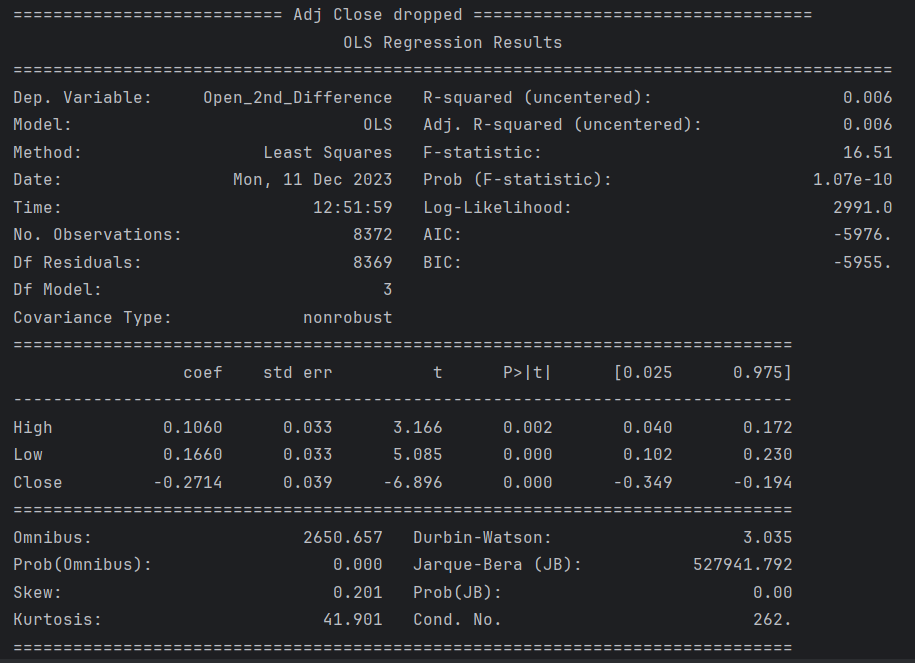 =========================== Adj Close dropped ==================================
                                 OLS Regression Results
========================================================================================
Dep. Variable:     Open_2nd_Difference   R-squared (uncentered):                   0.006
Model:                             OLS   Adj. R-squared (uncentered):              0.006
Method:                  Least Squares   F-statistic:                              16.51
Date:                 Mon, 11 Dec 2023   Prob (F-statistic):                    1.07e-10
Time:                         12:51:59   Log-Likelihood:                          2991.0
No. Observations:                 8372   AIC:                                     -5976.
Df Residuals:                     8369   BIC:                                     -5955.
Df Model:                            3
Covariance Type:             nonrobust
==============================================================================
                 coef    std err          t      P>|t|      [0.025      0.975]
------------------------------------------------------------------------------
High           0.1060      0.033      3.166      0.002       0.040       0.172
Low            0.1660      0.033      5.085      0.000       0.102       0.230
Close         -0.2714      0.039     -6.896      0.000      -0.349      -0.194
==============================================================================
Omnibus:                     2650.657   Durbin-Watson:                   3.035
Prob(Omnibus):                  0.000   Jarque-Bera (JB):           527941.792
Skew:                           0.201   Prob(JB):                         0.00
Kurtosis:                      41.901   Cond. No.                         262.
==============================================================================